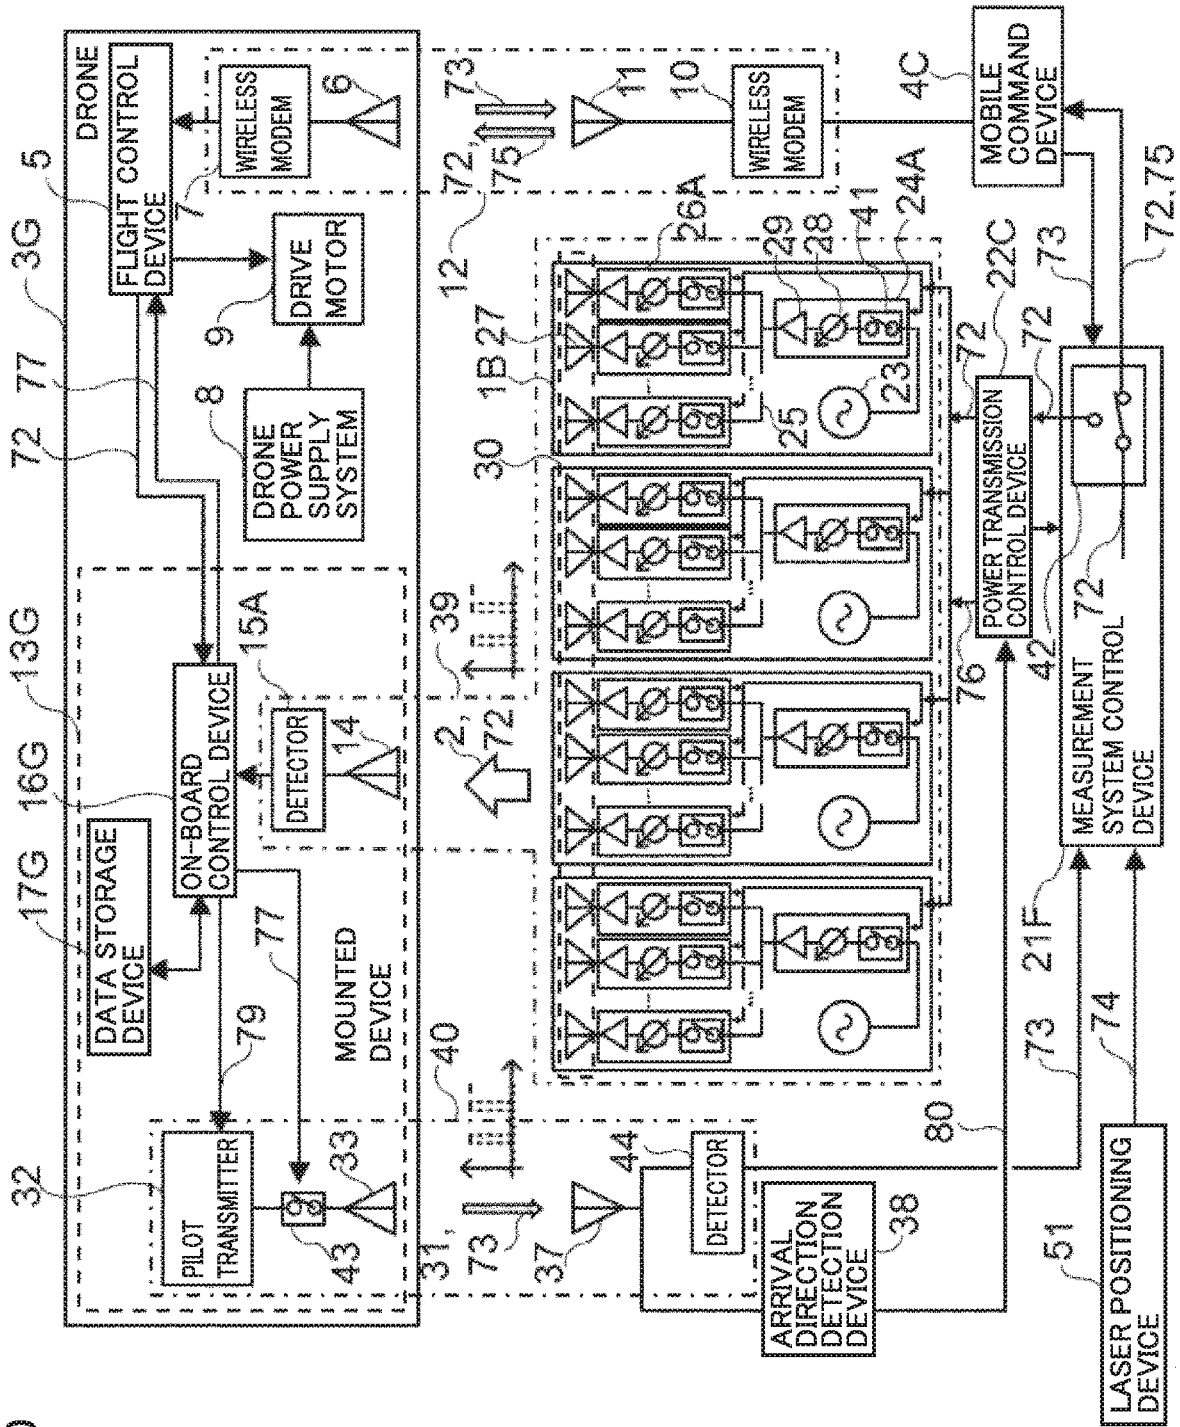 32
17G
16G
13G
72
77
3G
5
DATA STORAGE
DEVICE
ON-BOARD
CONTROL DEVICE
DRONE
FLIGHT CONTROL
DEVICE
79
77
PILOT
TRANSMITTER
43
33
MOUNTED
DEVICE
DETECTOR
14
15A
8
DRONE
POWER
SUPPLY
SYSTEM
9
DRIVE
MOTOR
7
WIRELESS
MODEM
6
31,
73
40
2,
72
39
12
72,
75
73
37
44
DETECTOR
11
10
WIRELESS
MODEM
30
1B
27
26A
29
28
41
24A
25
23
ARRIVAL
DIRECTION
DETECTION
DEVICE
38
80
76
72
22C
POWER TRANSMISSION
CONTROL DEVICE
72
73
4C
MOBILE
COMMAND
DEVICE
72,75
51
LASER POSITIONING
DEVICE
74
73
21F
MEASUREMENT
SYSTEM CONTROL
DEVICE
42
72